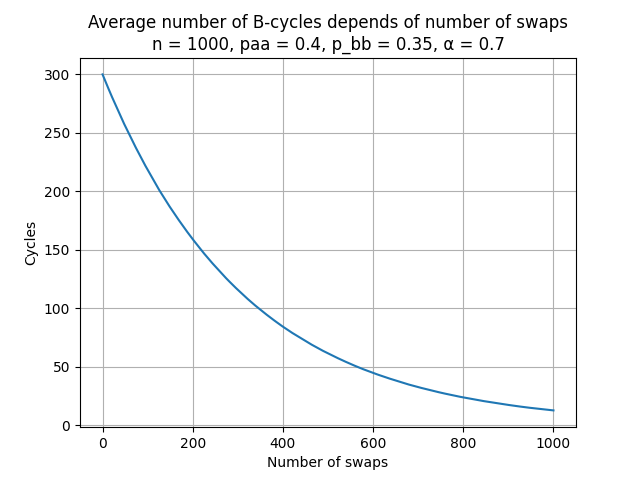 Average number of B-cycles depends of number of swaps
n = 1000, paa = 0.4, p_bb = 0.35, α = 0.7
300
250
200
150
100
50
0
Cycles
0 200 400 600 800 1000
Number of swaps